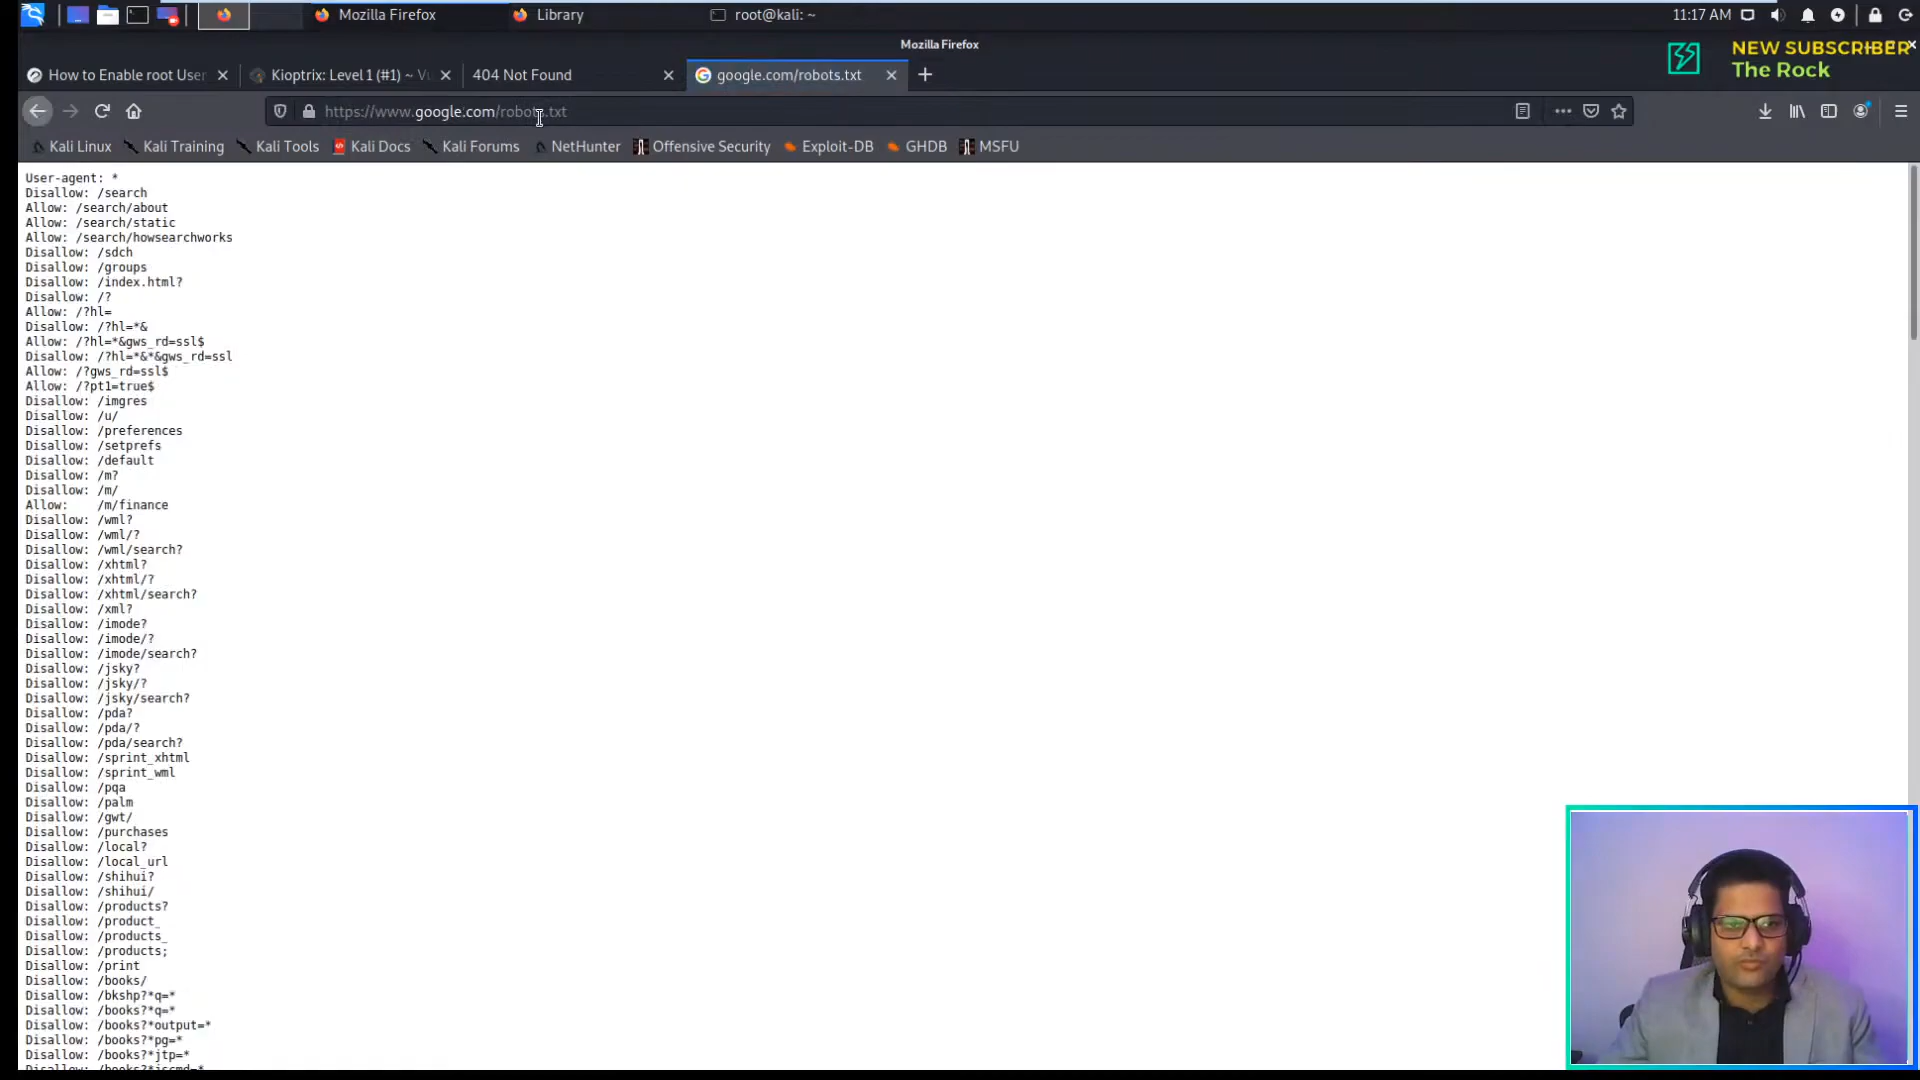 Mozilla Firefox
Library
root@kali: ~
11:17 AM
Mozilla Firefox
NEW SUBSCRIBER
The Rock
How to Enable root User
Kioptrix: Level 1 (#1) ~
404 Not Found
google.com/robots.txt
https://www.google.com/robots.txt
Kali Linux
Kali Training
Kali Tools
Kali Docs
Kali Forums
NetHunter
Offensive Security
Exploit-DB
GHDB
MSFU
User-agent: *
Disallow: /search
Allow: /search/about
Allow: /search/static
Allow: /search/howsearchworks
Disallow: /sdch
Disallow: /groups
Disallow: /index.html?
Disallow: /?
Allow: /?hl=
Disallow: /?hl=*&
Allow: /?hl=*&gws_rd=ssl$
Disallow: /?hl=*&*&gws_rd=ssl
Allow: /?gws_rd=ssl$
Allow: /?pt1=true$
Disallow: /imgres
Disallow: /u/
Disallow: /preferences
Disallow: /setprefs
Disallow: /default
Disallow: /m?
Disallow: /m/
Allow:    /m/finance
Disallow: /wml?
Disallow: /wml/?
Disallow: /wml/search?
Disallow: /xhtml?
Disallow: /xhtml/?
Disallow: /xhtml/search?
Disallow: /xml?
Disallow: /imode?
Disallow: /imode/?
Disallow: /imode/search?
Disallow: /jsky?
Disallow: /jsky/?
Disallow: /jsky/search?
Disallow: /pda?
Disallow: /pda/?
Disallow: /pda/search?
Disallow: /sprint_xhtml
Disallow: /sprint_wml
Disallow: /pqa
Disallow: /palm
Disallow: /gwt/
Disallow: /purchases
Disallow: /local?
Disallow: /local_url
Disallow: /shihui?
Disallow: /shihui/
Disallow: /products?
Disallow: /product_
Disallow: /products_
Disallow: /products;
Disallow: /print
Disallow: /books/
Disallow: /bkshp?*q=*
Disallow: /books?*q=*
Disallow: /books?*output=*
Disallow: /books?*pg=*
Disallow: /books?*jtp=*
Disallow: /books?*jscmd=*